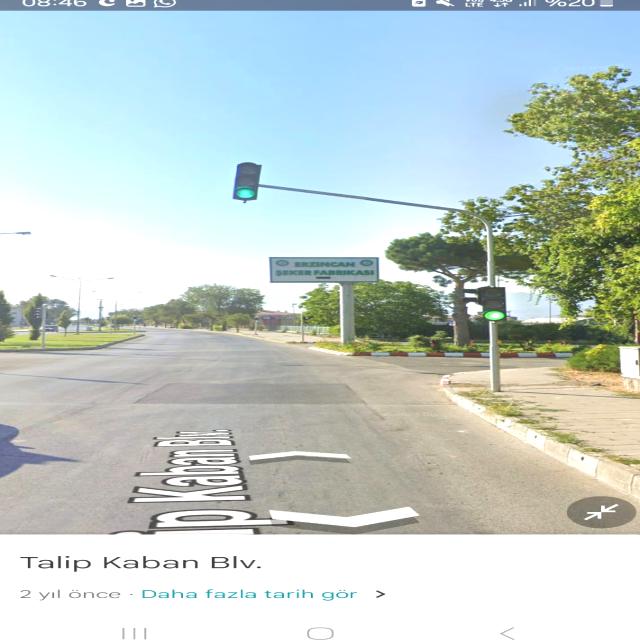 08:46
%20
ERZİNCAN
ŞEKER FABRİKASI
Kaban Blv.
Talip Kaban Blv.
2 yıl önce · Daha fazla tarih gör >